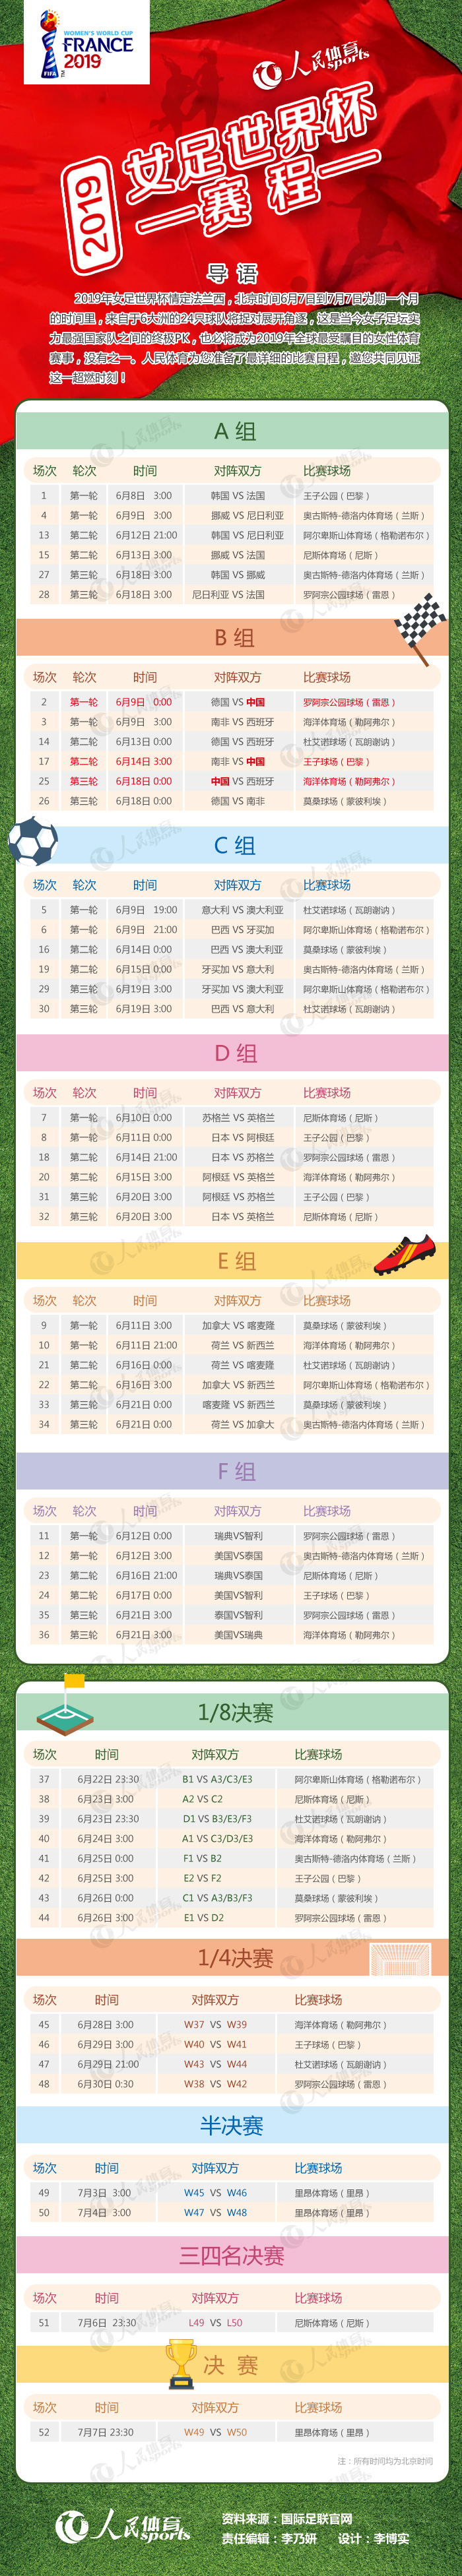 WOMEN'S WORLD CUP
FRANCE
2019
FIFA
TM
人民体育
sports
2019
女足世界杯
赛程
导语
2019年女足世界杯情定法兰西，北京时间6月7日到7月7日为期一个月
的时间里，来自于6大洲的24只球队将捉对展开角逐，这是当今女子足坛实
力最强国家队之间的终极PK，也必将成为2019年全球最受瞩目的女性体育
赛事，没有之一。人民体育为您准备了最详细的比赛日程，邀您共同见证
这一超燃时刻！
A 组
场次 轮次 时间 对阵双方 比赛球场
1 第一轮 6月8日 3:00 韩国 VS 法国 王子公园（巴黎）
4 第一轮 6月9日 3:00 挪威 VS 尼日利亚 奥古斯特-德洛内体育场（兰斯）
13 第二轮 6月12日 21:00 韩国 VS 尼日利亚 阿尔卑斯山体育场（格勒诺布尔）
15 第二轮 6月13日 3:00 挪威 VS 法国 尼斯体育场（尼斯）
27 第三轮 6月18日 3:00 韩国 VS 挪威 奥古斯特-德洛内体育场（兰斯）
28 第三轮 6月18日 3:00 尼日利亚 VS 法国 罗阿宗公园球场（雷恩）
B 组
场次 轮次 时间 对阵双方 比赛球场
2 第一轮 6月9日 0:00 德国 VS 中国 罗阿宗公园球场（雷恩）
3 第一轮 6月9日 3:00 南非 VS 西班牙 海洋体育场（勒阿弗尔）
14 第二轮 6月13日 0:00 德国 VS 西班牙 杜艾诺球场（瓦朗谢讷）
17 第二轮 6月14日 3:00 南非 VS 中国 王子球场（巴黎）
25 第三轮 6月18日 0:00 中国 VS 西班牙 海洋体育场（勒阿弗尔）
26 第三轮 6月18日 0:00 德国 VS 南非 莫桑球场（蒙彼利埃）
C 组
场次 轮次 时间 对阵双方 比赛球场
5 第一轮 6月9日 19:00 意大利 VS 澳大利亚 杜艾诺球场（瓦朗谢讷）
6 第一轮 6月9日 21:00 巴西 VS 牙买加 阿尔卑斯山体育场（格勒诺布尔）
16 第二轮 6月14日 0:00 巴西 VS 澳大利亚 莫桑球场（蒙彼利埃）
19 第二轮 6月15日 0:00 牙买加 VS 意大利 奥古斯特-德洛内体育场（兰斯）
29 第三轮 6月19日 3:00 牙买加 VS 澳大利亚 阿尔卑斯山体育场（格勒诺布尔）
30 第三轮 6月19日 3:00 巴西 VS 意大利 杜艾诺球场（瓦朗谢讷）
D 组
场次 轮次 时间 对阵双方 比赛球场
7 第一轮 6月10日 0:00 苏格兰 VS 英格兰 尼斯体育场（尼斯）
8 第一轮 6月11日 0:00 日本 VS 阿根廷 王子公园（巴黎）
18 第二轮 6月14日 21:00 日本 VS 苏格兰 罗阿宗公园球场（雷恩）
20 第二轮 6月15日 3:00 阿根廷 VS 英格兰 海洋体育场（勒阿弗尔）
31 第三轮 6月20日 3:00 阿根廷 VS 苏格兰 王子公园（巴黎）
32 第三轮 6月20日 3:00 日本 VS 英格兰 尼斯体育场（尼斯）
E 组
场次 轮次 时间 对阵双方 比赛球场
9 第一轮 6月11日 3:00 加拿大 VS 喀麦隆 莫桑球场（蒙彼利埃）
10 第一轮 6月11日 21:00 荷兰 VS 新西兰 海洋体育场（勒阿弗尔）
21 第二轮 6月16日 0:00 荷兰 VS 喀麦隆 杜艾诺球场（瓦朗谢讷）
22 第二轮 6月16日 3:00 加拿大 VS 新西兰 阿尔卑斯山体育场（格勒诺布尔）
33 第三轮 6月21日 0:00 喀麦隆 VS 新西兰 莫桑球场（蒙彼利埃）
34 第三轮 6月21日 0:00 荷兰 VS 加拿大 奥古斯特-德洛内体育场（兰斯）
F 组
场次 轮次 时间 对阵双方 比赛球场
11 第一轮 6月12日 0:00 瑞典VS智利 罗阿宗公园球场（雷恩）
12 第一轮 6月12日 3:00 美国VS泰国 奥古斯特-德洛内体育场（兰斯）
23 第二轮 6月16日 21:00 瑞典VS泰国 尼斯体育场（尼斯）
24 第二轮 6月17日 0:00 美国VS智利 王子球场（巴黎）
35 第三轮 6月21日 3:00 泰国VS智利 罗阿宗公园球场（雷恩）
36 第三轮 6月21日 3:00 美国VS瑞典 海洋体育场（勒阿弗尔）
1/8决赛
场次 时间 对阵双方 比赛球场
37 6月22日 23:30 B1 VS A3/C3/E3 阿尔卑斯山体育场（格勒诺布尔）
38 6月23日 3:00 A2 VS C2 尼斯体育场（尼斯）
39 6月23日 23:30 D1 VS B3/E3/F3 杜艾诺球场（瓦朗谢讷）
40 6月24日 3:00 A1 VS C3/D3/E3 海洋体育场（勒阿弗尔）
41 6月25日 0:00 F1 VS B2 奥古斯特-德洛内体育场（兰斯）
42 6月25日 3:00 E2 VS F2 王子公园（巴黎）
43 6月26日 0:00 C1 VS A3/B3/F3 莫桑球场（蒙彼利埃）
44 6月26日 3:00 E1 VS D2 罗阿宗公园球场（雷恩）
1/4决赛
场次 时间 对阵双方 比赛球场
45 6月28日 3:00 W37 VS W39 海洋体育场（勒阿弗尔）
46 6月29日 3:00 W40 VS W41 王子球场（巴黎）
47 6月29日 21:00 W43 VS W44 杜艾诺球场（瓦朗谢讷）
48 6月30日 0:30 W38 VS W42 罗阿宗公园球场（雷恩）
半决赛
场次 时间 对阵双方 比赛球场
49 7月3日 3:00 W45 VS W46 里昂体育场（里昂）
50 7月4日 3:00 W47 VS W48 里昂体育场（里昂）
三四名决赛
场次 时间 对阵双方 比赛球场
51 7月6日 23:30 L49 VS L50 尼斯体育场（尼斯）
决 赛
场次 时间 对阵双方 比赛球场
52 7月7日 23:30 W49 VS W50 里昂体育场（里昂）
注：所有时间均为北京时间
人民体育
sports
资料来源：国际足联官网
责任编辑：李乃妍 设计：李博实